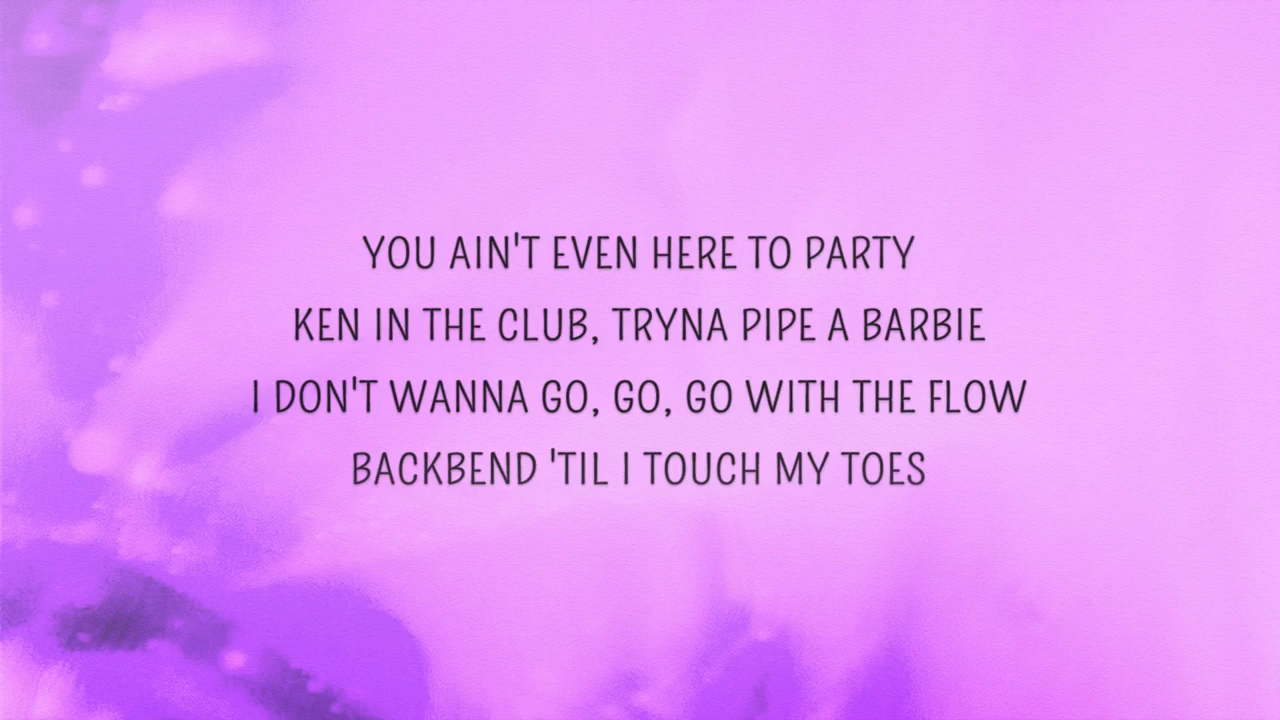 YOU AIN'T EVEN HERE TO PARTY
KEN IN THE CLUB, TRYNA PIPE A BARBIE
I DON'T WANNA GO, GO, GO WITH THE FLOW
BACKBEND 'TIL I TOUCH MY TOES